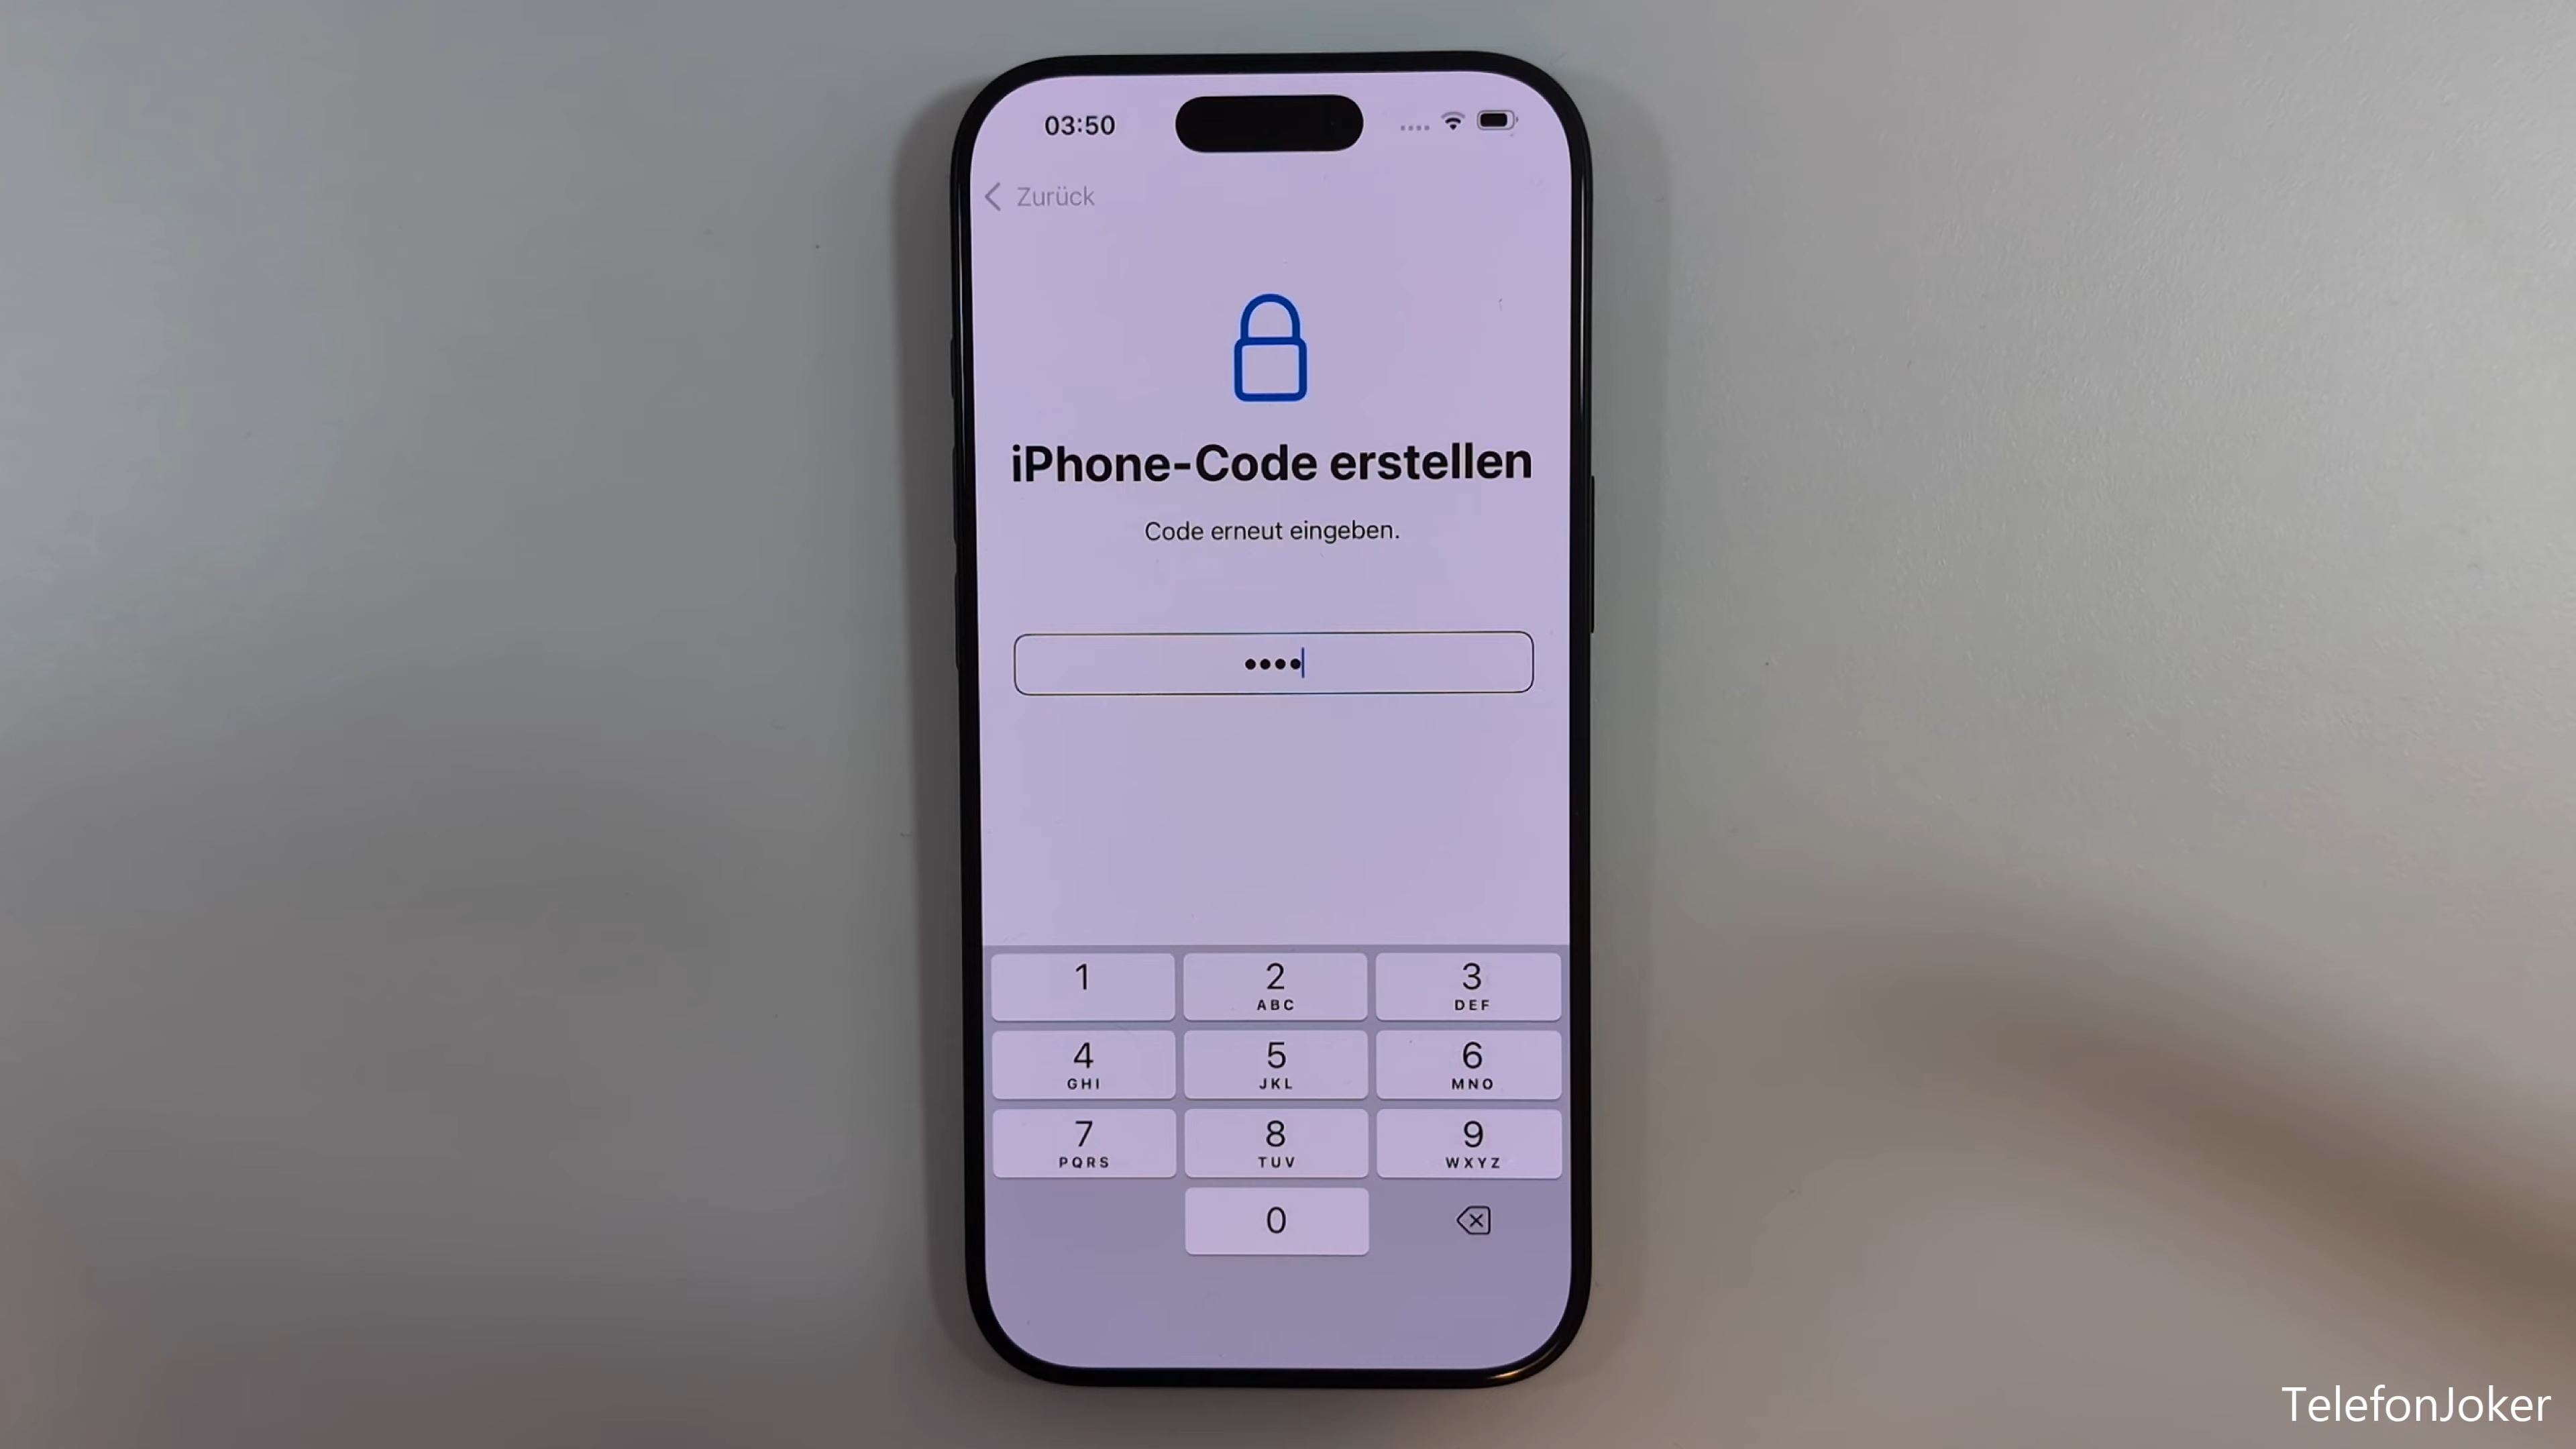 03:50
Zurück
iPhone-Code erstellen
Code erneut eingeben.
1
2
ABC
3
DEF
4
GHI
5
JKL
6
MNO
7
PQRS
8
TUV
9
WXYZ
0
TelefonJoker